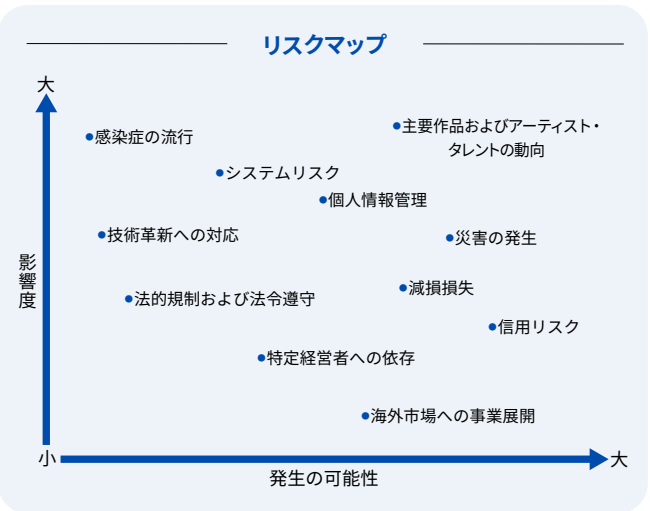 リスクマップ
大
●主要作品およびアーティスト・
タレントの動向
●感染症の流行
●システムリスク
●個人情報管理
●技術革新への対応
●災害の発生
影響度
●減損損失
●法的規制および法令遵守
●信用リスク
●特定経営者への依存
●海外市場への事業展開
小
大
発生の可能性